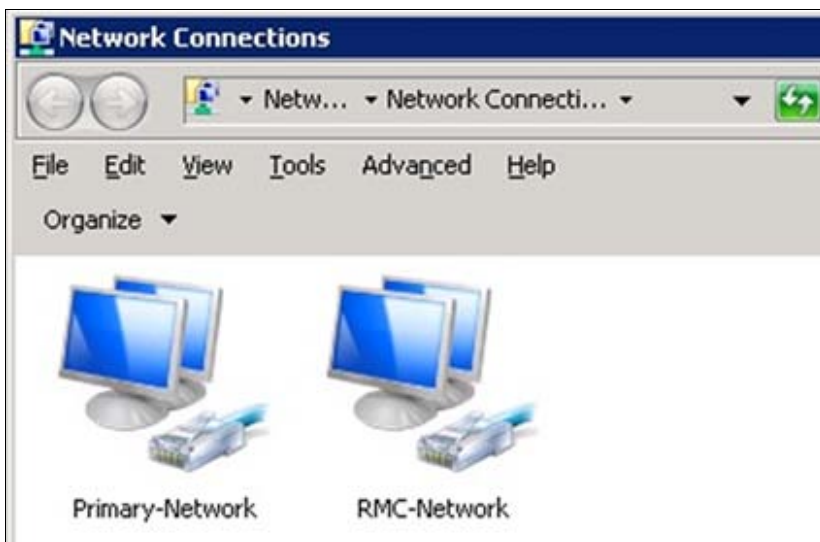 Network Connections
Netw... Network Connecti...
File Edit View Tools Advanced Help
Organize
Primary-Network RMC-Network